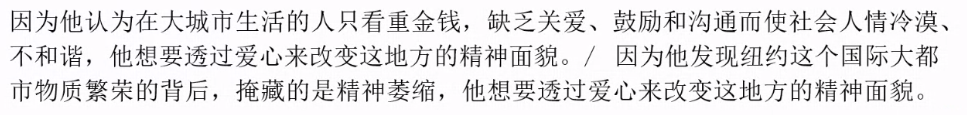 因为他认为在大城市生活的人只看重金钱，缺乏关爱、鼓励和沟通而使社会人情冷漠、
不和谐，他想要透过爱心来改变这地方的精神面貌。/ 因为他发现纽约这个国际大都
市物质繁荣的背后，掩藏的是精神萎缩，他想要透过爱心来改变这地方的精神面貌。